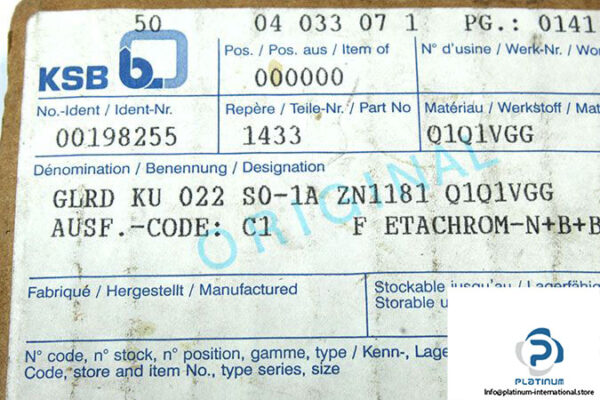 50 04 033 07 1 PG.: 0141
KSB b
Pos. / Pos. aus / Item of N° d'usine / Werk-Nr. /
000000
No.-Ident / Ident-Nr. Repère / Teile-Nr. / Part No Matériau / Werkstoff /
00198255 1433 Q1Q1VGG
Dénomination / Benennung / Designation
GLRD KU 022 S0-1A ZN1181 Q1Q1VGG
AUSF.-CODE: C1 F ETACHROM-N+B+B
ORIGINAL
Fabriqué / Hergestellt / Manufactured Stockable jusqu'au / Lagerfähig
Storable
N° code, n° stock, n° position, gamme, type / Kenn-, Lage
Code, store and item No., type series, size
PLATINUM
https://platinum-international.store